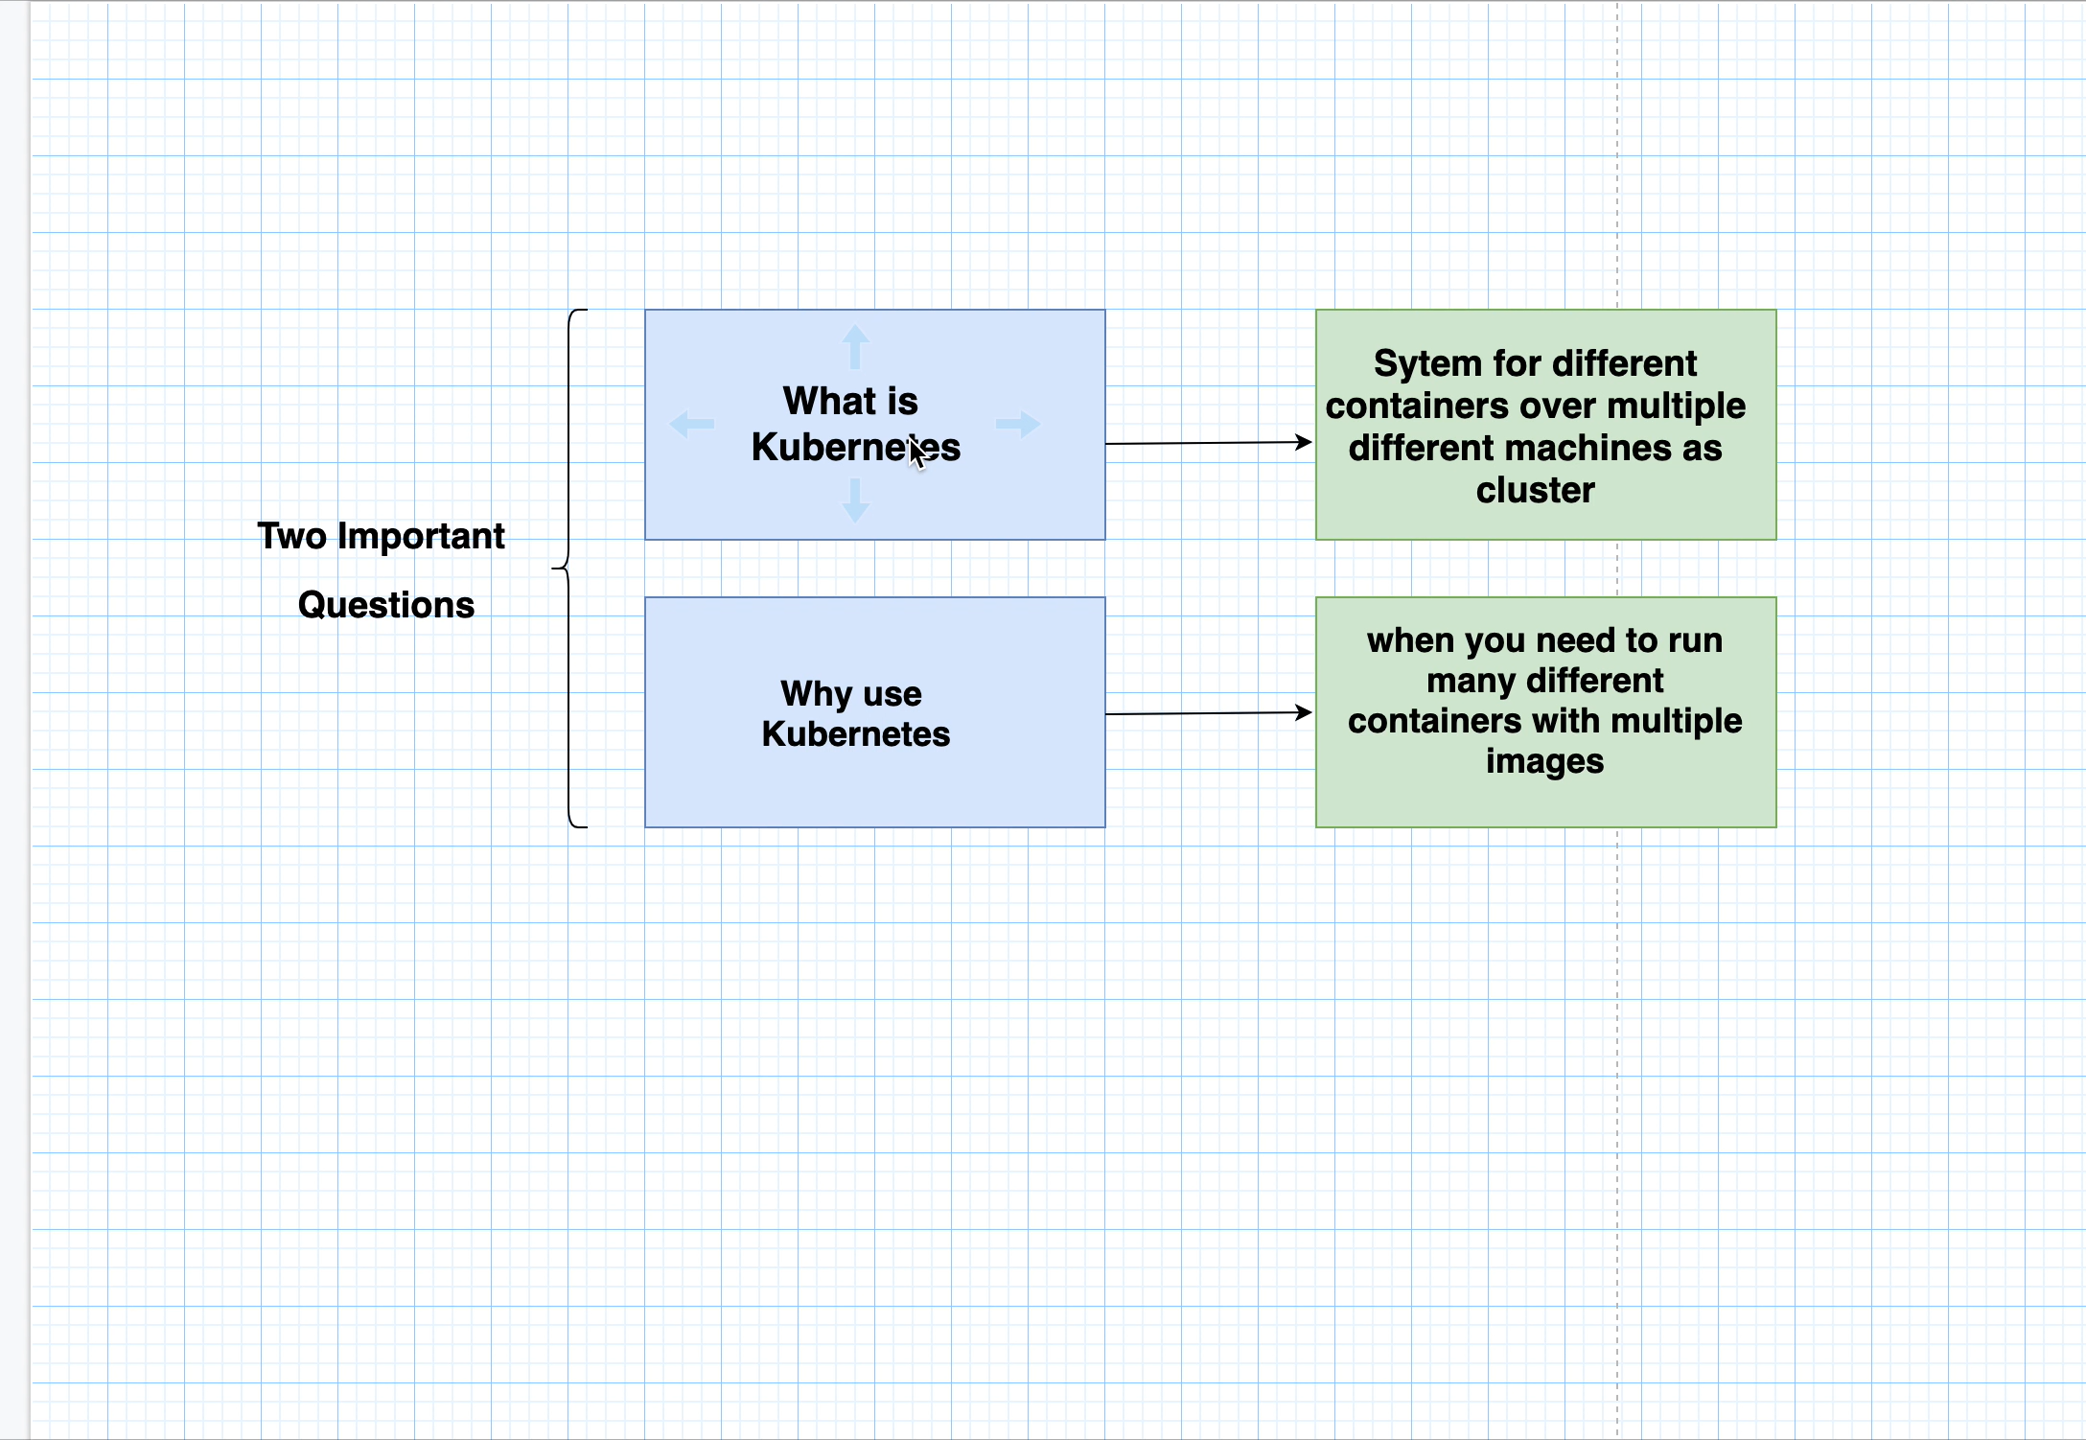 Two Important
Questions
What is
Kubernetes
Sytem for different
containers over multiple
different machines as
cluster
Why use
Kubernetes
when you need to run
many different
containers with multiple
images